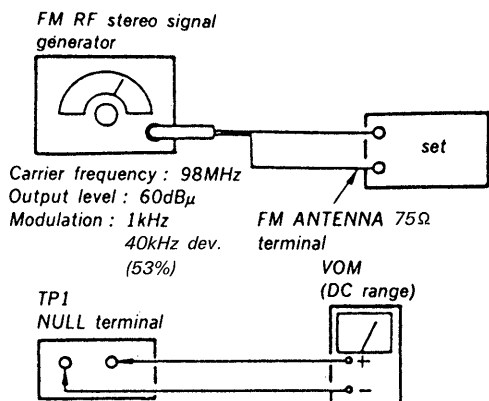 FM RF stereo signal
generator
set
Carrier frequency : 98MHz
Output level : 60dBμ
Modulation : 1kHz
40kHz dev.
(53%)
FM ANTENNA 75Ω
terminal
VOM
(DC range)
TP1
NULL terminal
+
−